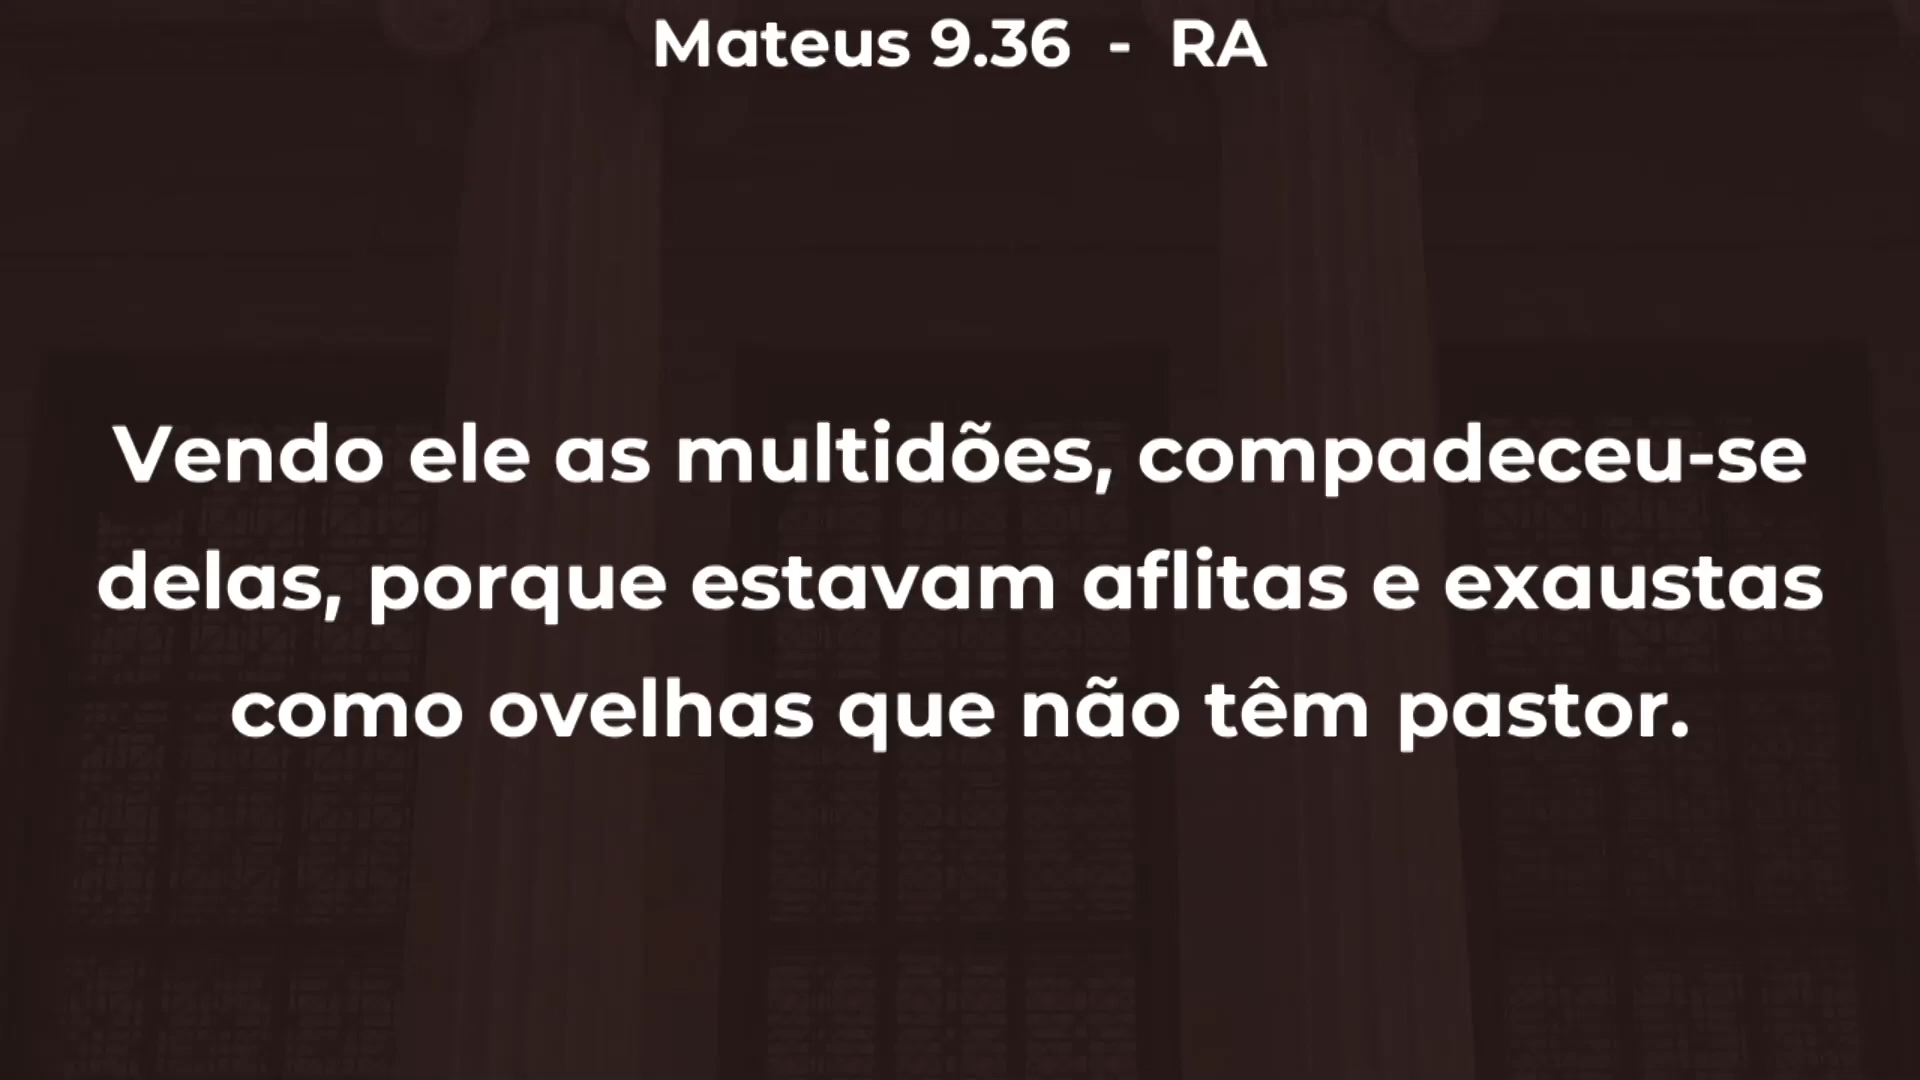 Mateus 9.36 - RA
Vendo ele as multidões, compadeceu-se
delas, porque estavam aflitas e exaustas
como ovelhas que não têm pastor.